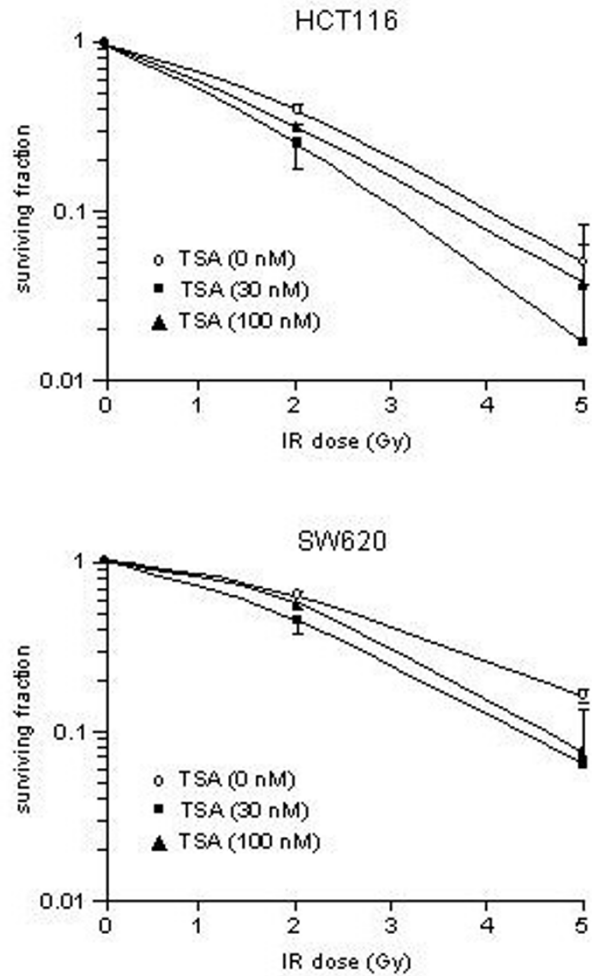 HCT116
1
0.1
0.01
surviving fraction
TSA (0 nM)
TSA (30 nM)
TSA (100 nM)
0 1 2 3 4 5
IR dose (Gy)
SW620
1
0.1
0.01
surviving fraction
TSA (0 nM)
TSA (30 nM)
TSA (100 nM)
0 1 2 3 4 5
IR dose (Gy)